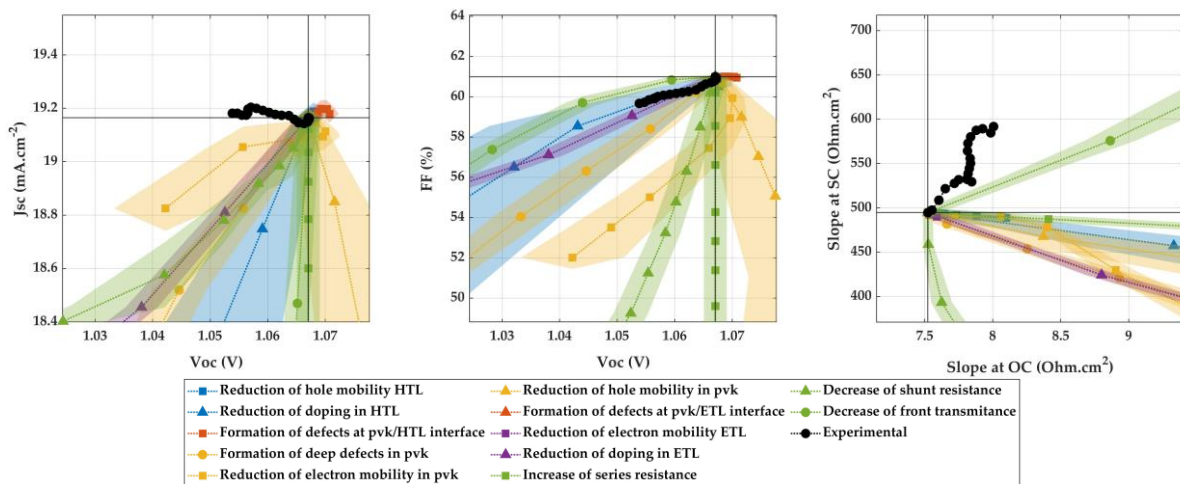 19.4
19.2
19
18.8
18.6
18.4
Jsc (mA.cm-2)
1.03 1.04 1.05 1.06 1.07
Voc (V)
64
62
60
58
56
54
52
50
FF (%)
1.03 1.04 1.05 1.06 1.07
Voc (V)
700
650
600
550
500
450
400
Slope at SC (Ohm.cm2)
7.5 8 8.5 9
Slope at OC (Ohm.cm2)
Reduction of hole mobility HTL
Reduction of doping in HTL
Formation of defects at pvk/HTL interface
Formation of deep defects in pvk
Reduction of electron mobility in pvk
Reduction of hole mobility in pvk
Formation of defects at pvk/ETL interface
Reduction of electron mobility ETL
Reduction of doping in ETL
Increase of series resistance
Decrease of shunt resistance
Decrease of front transmitance
Experimental